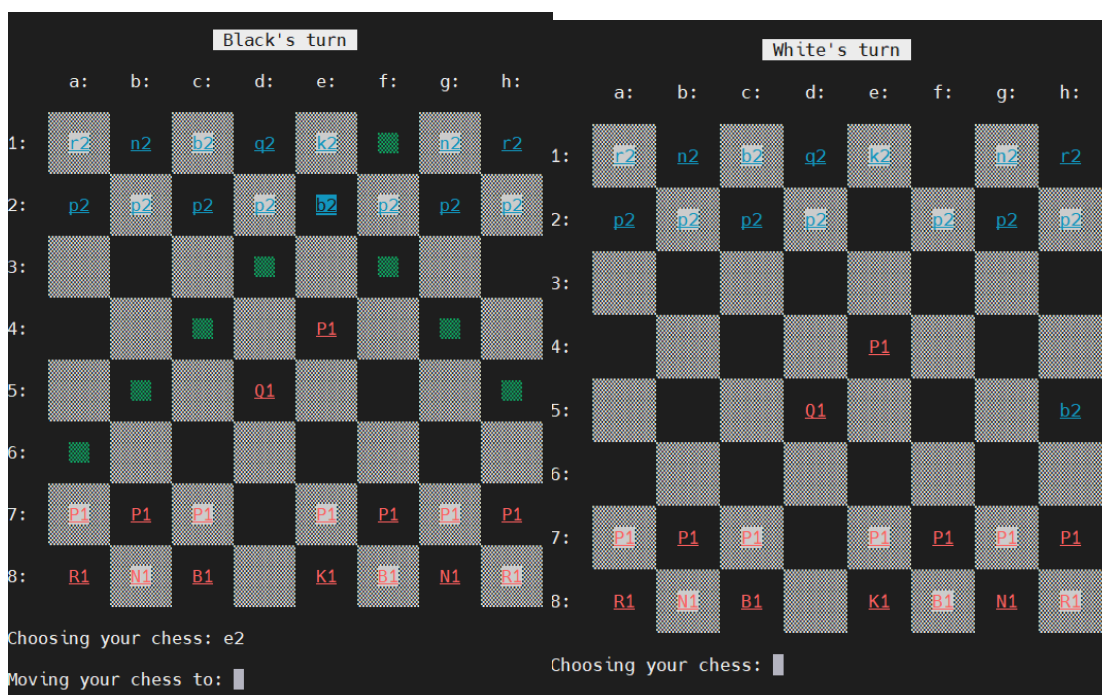 Black's turn
a: b: c: d: e: f: g: h:
1: r2 n2 b2 q2 k2 n2 r2
2: p2 p2 p2 p2 b2 p2 p2 p2
3:
4: P1
5: Q1
6:
7: P1 P1 P1 P1 P1 P1 P1
8: R1 N1 B1 K1 B1 N1 R1
Choosing your chess: e2
Moving your chess to:
White's turn
a: b: c: d: e: f: g: h:
1: r2 n2 b2 q2 k2 n2 r2
2: p2 p2 p2 p2 p2 p2 p2
3:
4: P1
5: Q1 b2
6:
7: P1 P1 P1 P1 P1 P1 P1
8: R1 N1 B1 K1 B1 N1 R1
Choosing your chess: